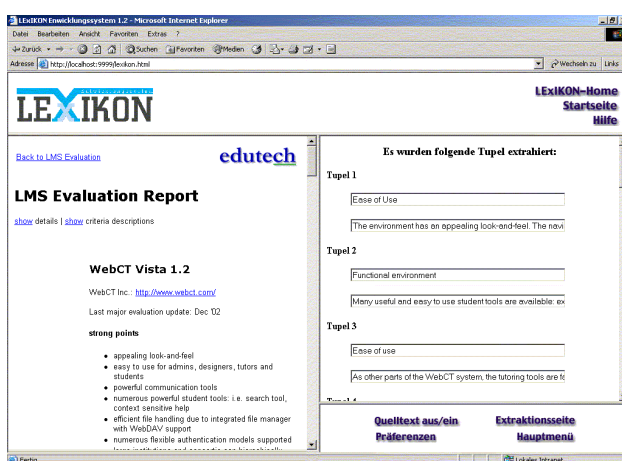 LExIKON Enwicklungssystem 1.2 - Microsoft Internet Explorer
Datei Bearbeiten Ansicht Favoriten Extras ?
Zurück Suchen Favoriten Medien
Adresse http://localhost:9999/lexikon.html Wechseln zu Links
LEXIKON
LExIKON-Home
Startseite
Hilfe
Back to LMS Evaluation
edutech
LMS Evaluation Report
show details | show criteria descriptions
WebCT Vista 1.2
WebCT Inc.: http://www.webct.com/
Last major evaluation update: Dec '02
strong points
• appealing look-and-feel
• easy to use for admins, designers, tutors and
students
• powerful communication tools
• numerous powerful student tools: i.e. search tool,
context sensitive help
• efficient file handling due to integrated file manager
with WebDAV support
• numerous flexible authentication models supported
Es wurden folgende Tupel extrahiert:
Tupel 1
Ease of Use
The environment has an appealing look-and-feel. The navi
Tupel 2
Functional environment
Many useful and easy to use student tools are available: ex
Tupel 3
Ease of use
As other parts of the WebCT system, the tutoring tools are fe
Tupel 4
Quelltext aus/ein Extraktionsseite
Präferenzen Hauptmenü
Fertig Lokales Intranet